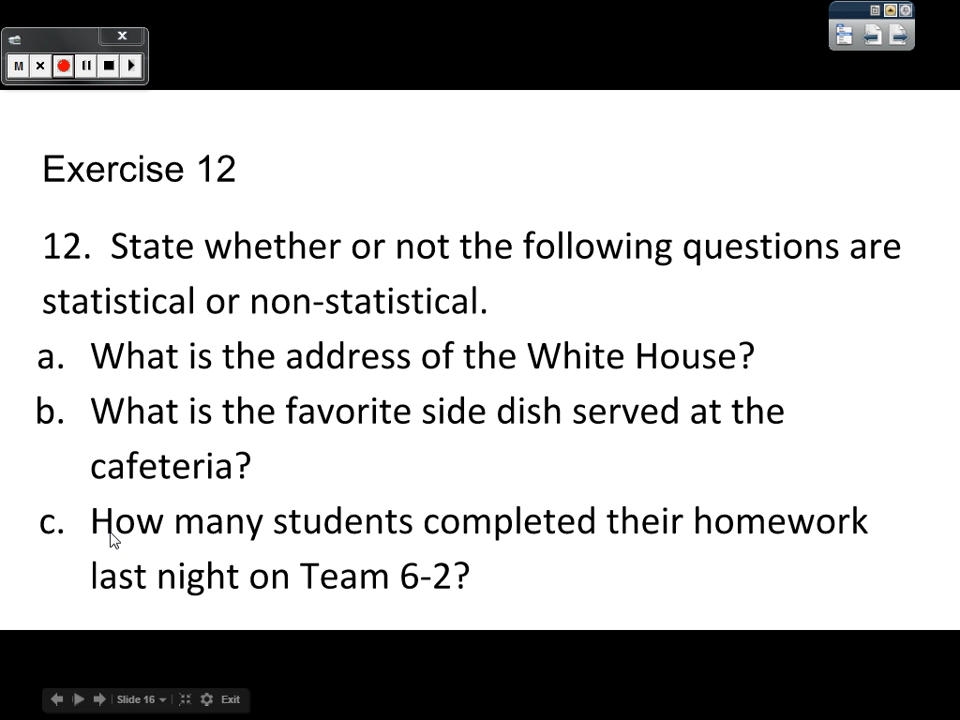 x
M
Exercise 12
12. State whether or not the following questions are
statistical or non-statistical.
a. What is the address of the White House?
b. What is the favorite side dish served at the
cafeteria?
c. How many students completed their homework
last night on Team 6-2?
Slide 16 Exit